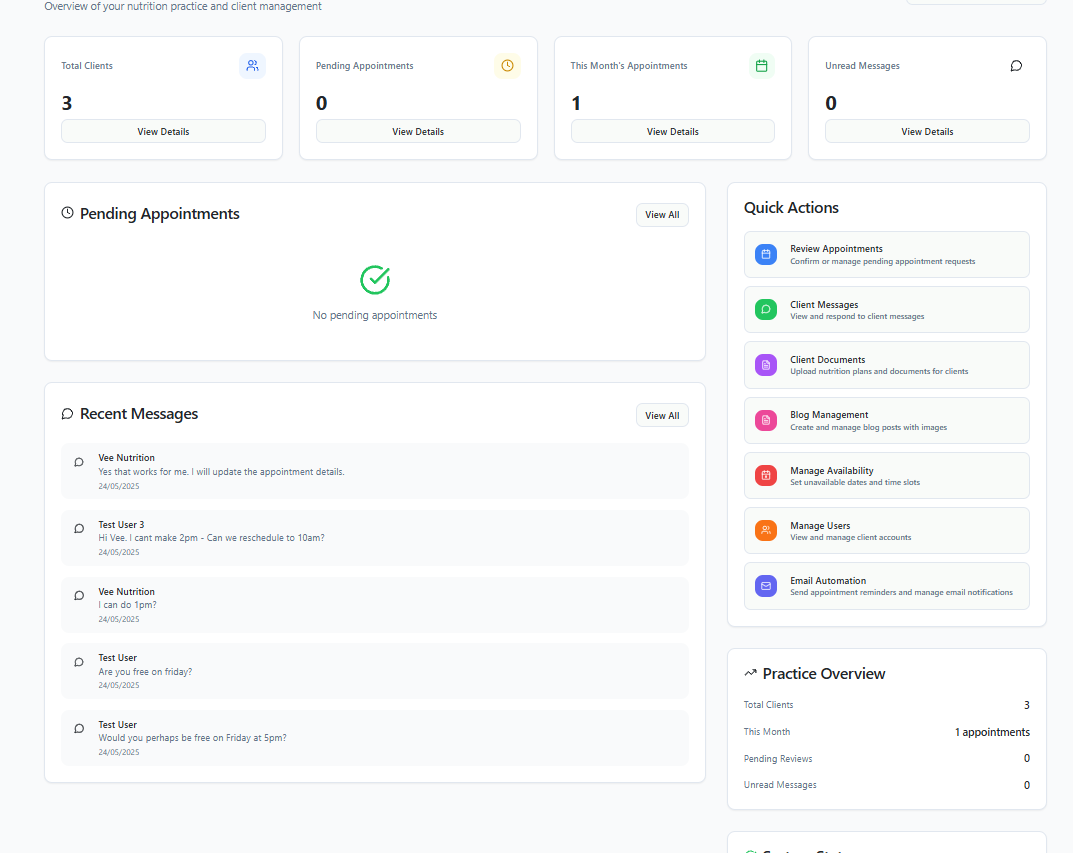 Overview of your nutrition practice and client management
Total Clients
3
View Details
Pending Appointments
0
View Details
This Month's Appointments
1
View Details
Unread Messages
0
View Details
Pending Appointments
View All
No pending appointments
Recent Messages
View All
Vee Nutrition
Yes that works for me. I will update the appointment details.
24/05/2025
Test User 3
Hi Vee. I cant make 2pm - Can we reschedule to 10am?
24/05/2025
Vee Nutrition
I can do 1pm?
24/05/2025
Test User
Are you free on friday?
24/05/2025
Test User
Would you perhaps be free on Friday at 5pm?
24/05/2025
Quick Actions
Review Appointments
Confirm or manage pending appointment requests
Client Messages
View and respond to client messages
Client Documents
Upload nutrition plans and documents for clients
Blog Management
Create and manage blog posts with images
Manage Availability
Set unavailable dates and time slots
Manage Users
View and manage client accounts
Email Automation
Send appointment reminders and manage email notifications
Practice Overview
Total Clients
3
This Month
1 appointments
Pending Reviews
0
Unread Messages
0